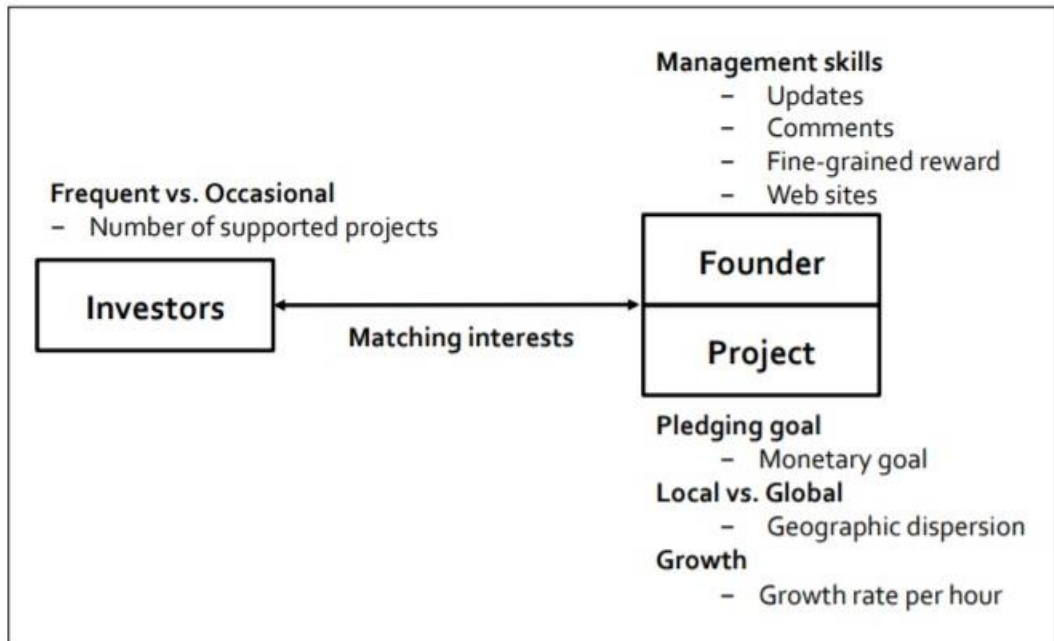 Management skills
– Updates
– Comments
– Fine-grained reward
– Web sites
Frequent vs. Occasional
– Number of supported projects
Investors
Matching interests
Founder
Project
Pledging goal
– Monetary goal
Local vs. Global
– Geographic dispersion
Growth
– Growth rate per hour